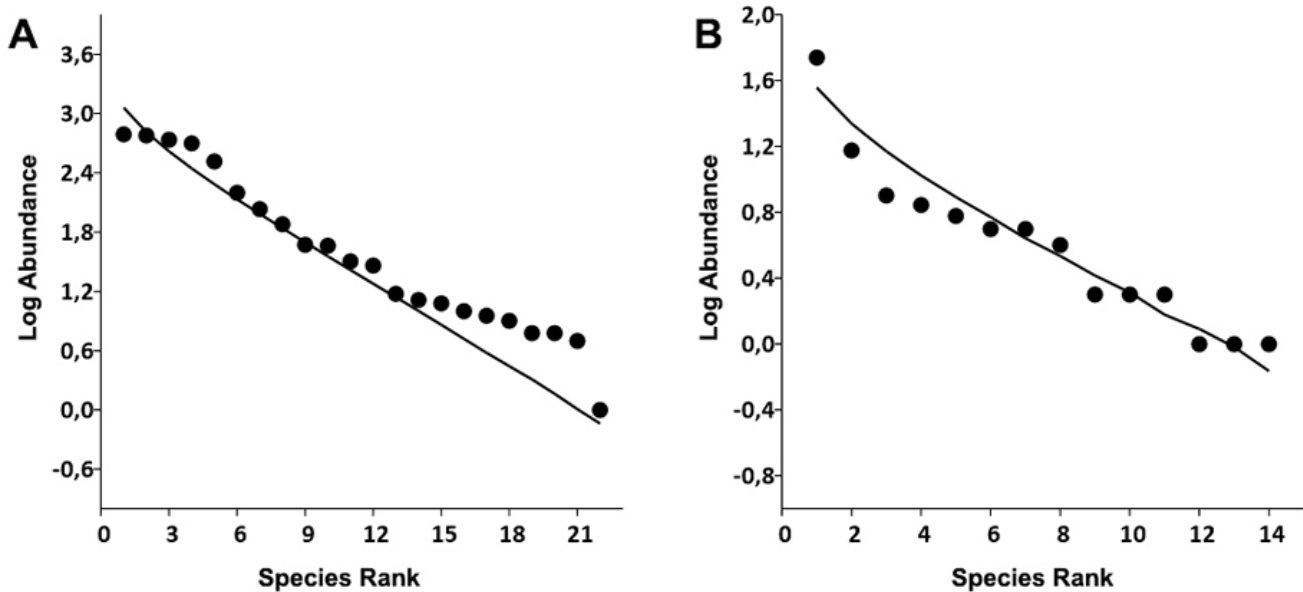 A
Log Abundance
3,6
3,0
2,4
1,8
1,2
0,6
0,0
-0,6
0 3 6 9 12 15 18 21
Species Rank
B
Log Abundance
2,0
1,6
1,2
0,8
0,4
0,0
-0,4
-0,8
0 2 4 6 8 10 12 14
Species Rank